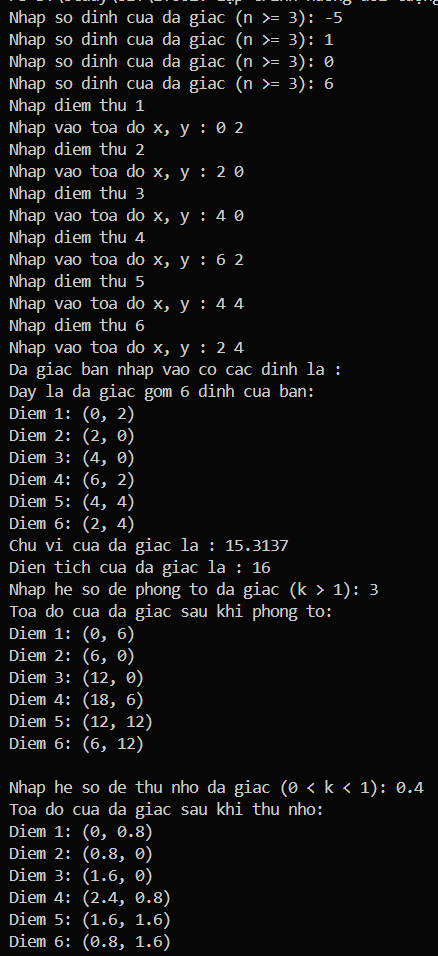 Nhap so dinh cua da giac (n >= 3): -5
Nhap so dinh cua da giac (n >= 3): 1
Nhap so dinh cua da giac (n >= 3): 0
Nhap so dinh cua da giac (n >= 3): 6
Nhap diem thu 1
Nhap vao toa do x, y : 0 2
Nhap diem thu 2
Nhap vao toa do x, y : 2 0
Nhap diem thu 3
Nhap vao toa do x, y : 4 0
Nhap diem thu 4
Nhap vao toa do x, y : 6 2
Nhap diem thu 5
Nhap vao toa do x, y : 4 4
Nhap diem thu 6
Nhap vao toa do x, y : 2 4
Da giac ban nhap vao co cac dinh la :
Day la da giac gom 6 dinh cua ban:
Diem 1: (0, 2)
Diem 2: (2, 0)
Diem 3: (4, 0)
Diem 4: (6, 2)
Diem 5: (4, 4)
Diem 6: (2, 4)
Chu vi cua da giac la : 15.3137
Dien tich cua da giac la : 16
Nhap he so de phong to da giac (k > 1): 3
Toa do cua da giac sau khi phong to:
Diem 1: (0, 6)
Diem 2: (6, 0)
Diem 3: (12, 0)
Diem 4: (18, 6)
Diem 5: (12, 12)
Diem 6: (6, 12)
Nhap he so de thu nho da giac (0 < k < 1): 0.4
Toa do cua da giac sau khi thu nho:
Diem 1: (0, 0.8)
Diem 2: (0.8, 0)
Diem 3: (1.6, 0)
Diem 4: (2.4, 0.8)
Diem 5: (1.6, 1.6)
Diem 6: (0.8, 1.6)